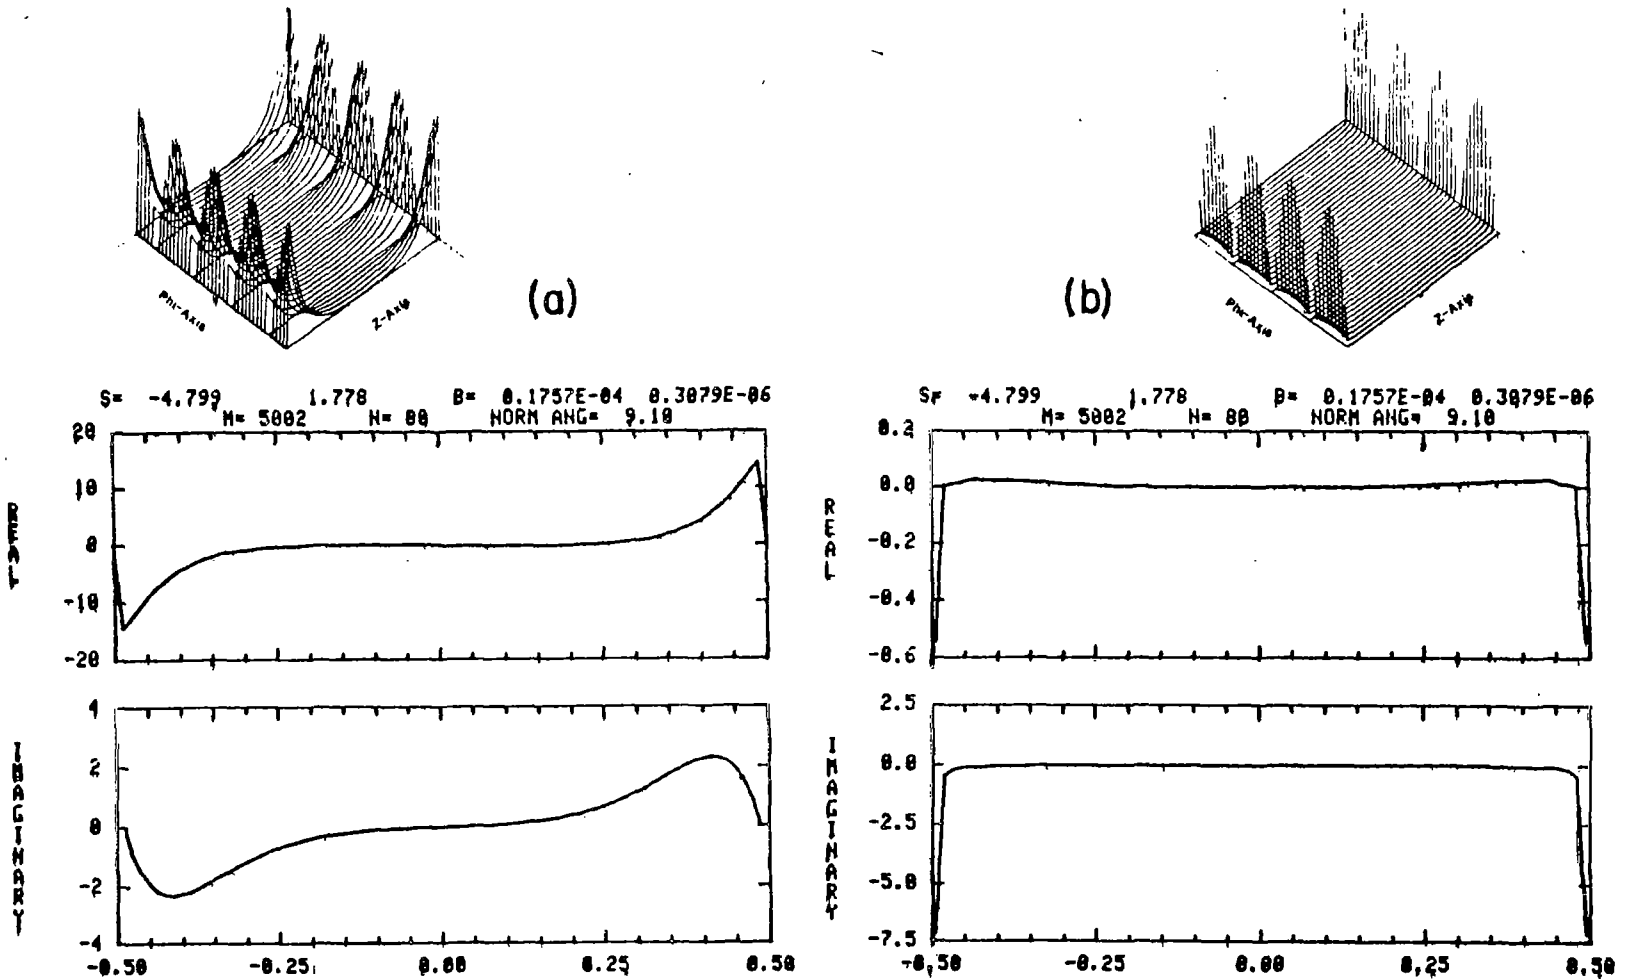 Phi-Axis
Z-Axis
(a)
S= -4.799 1.778 B= 0.1757E-04 0.3079E-06
M= 5002 N= 80 NORM ANG= 9.10
REAL
20
10
0
-10
-20
IMAGINARY
4
2
0
-2
-4
-0.50 -0.25 0.00 0.25 0.50
Phi-Axis
Z-Axis
(b)
S= -4.799 1.778 B= 0.1757E-04 0.3079E-06
M= 5002 N= 80 NORM ANG= 9.10
REAL
0.2
0.0
-0.2
-0.4
-0.6
IMAGINARY
2.5
0.0
-2.5
-5.0
-7.5
-0.50 0.00 0.25 0.50